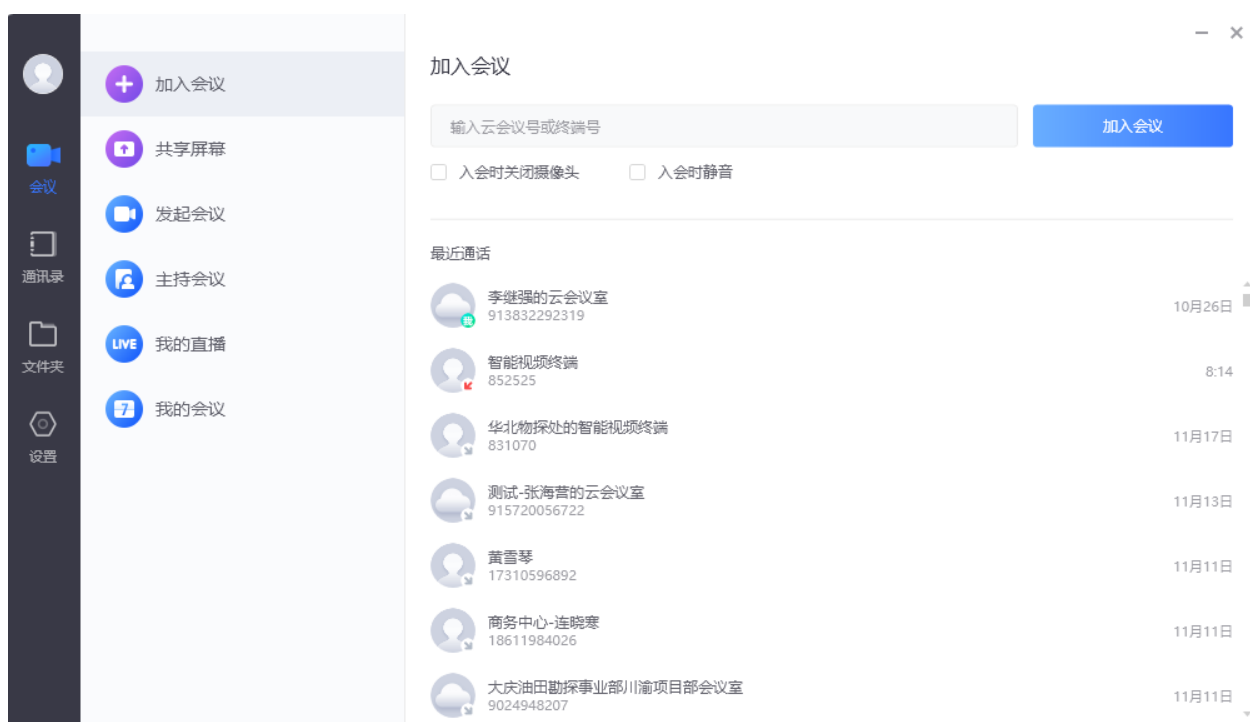 会议
通讯录
文件夹
设置
加入会议
共享屏幕
发起会议
主持会议
LIVE 我的直播
7 我的会议
加入会议
输入云会议号或终端号
加入会议
入会时关闭摄像头 入会时静音
最近通话
李继强的云会议室
913832292319
10月26日
我
智能视频终端
852525
8:14
华北物探处的智能视频终端
831070
11月17日
测试-张海营的云会议室
915720056722
11月13日
黄雪琴
17310596892
11月11日
商务中心-连晓寒
18611984026
11月11日
大庆油田勘探事业部川渝项目部会议室
9024948207
11月11日